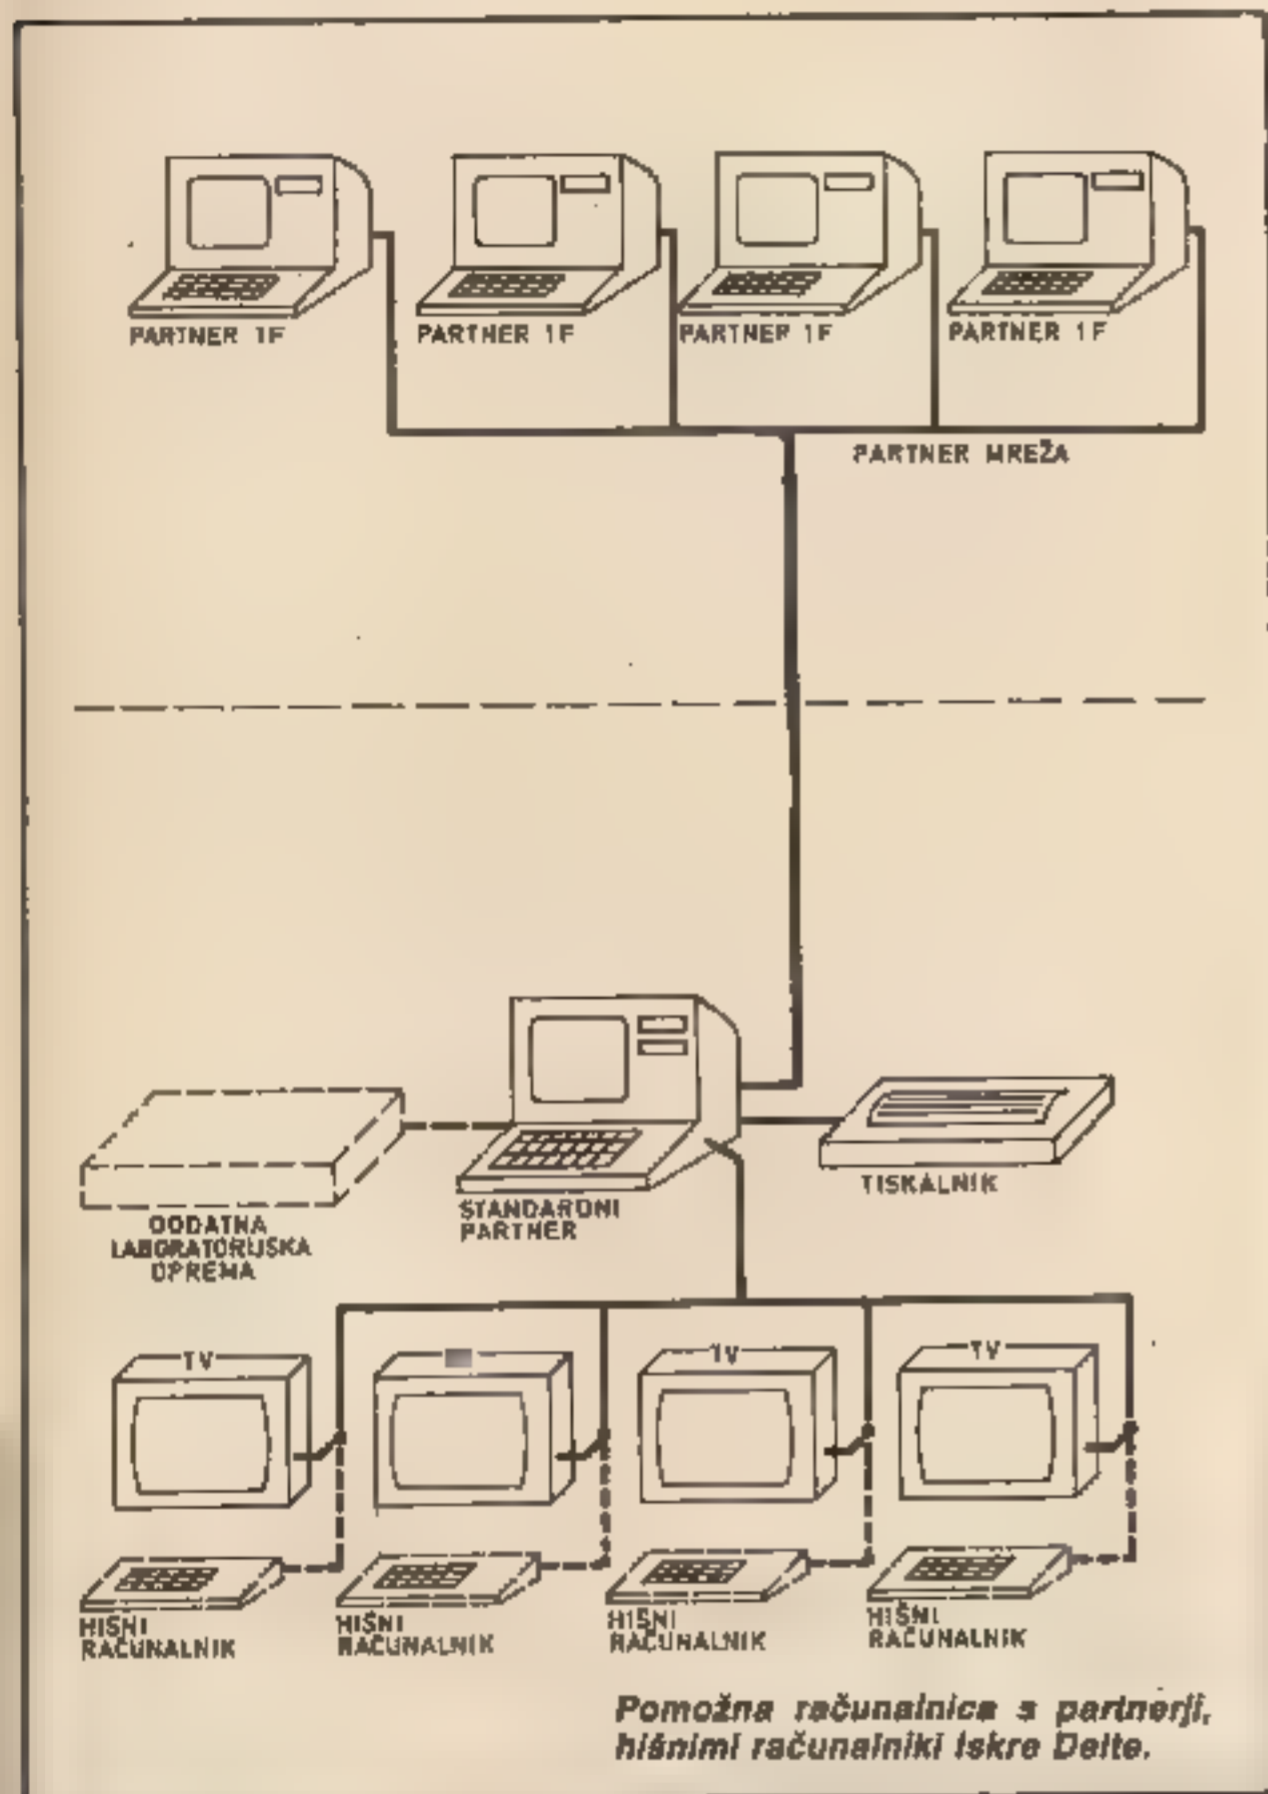 PARTNER 1F
PARTNER 1F
PARTNER 1F
PARTNER 1F
PARTNER MREŽA
DODATNA
LABORATORIJSKA
OPREMA
STANDARDNI
PARTNER
TISKALNIK
TV
TV
TV
HIŠNI
RAČUNALNIK
HIŠNI
RAČUNALNIK
HIŠNI
RAČUNALNIK
HIŠNI
RAČUNALNIK
Pomožna računalnica s partnerji,
hišnimi računalniki Iskre Delte.